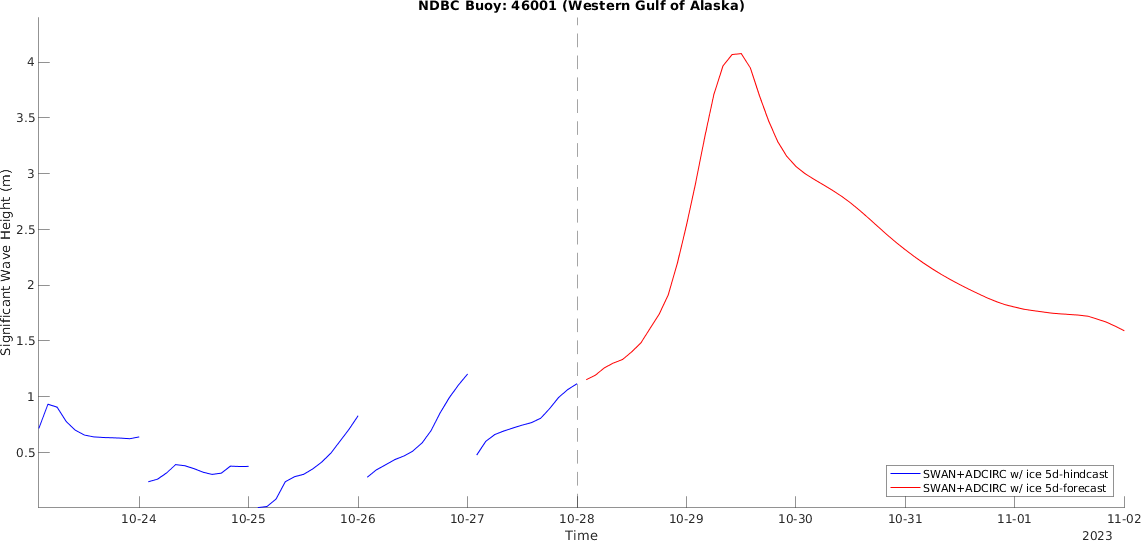 NDBC Buoy: 46001 (Western Gulf of Alaska)
Significant Wave Height (m)
4
3.5
3
2.5
2
1.5
1
0.5
SWAN+ADCIRC w/ ice 5d-hindcast
SWAN+ADCIRC w/ ice 5d-forecast
10-24 10-25 10-26 10-27 10-28 10-29 10-30 10-31 11-01 11-02
Time
2023